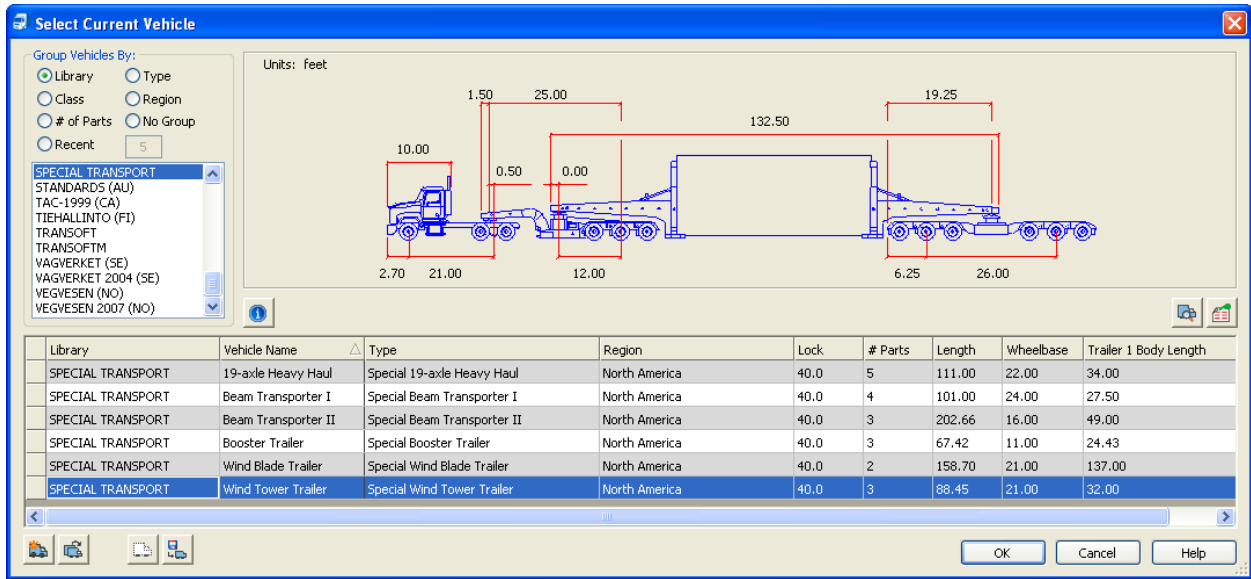 Select Current Vehicle
Group Vehicles By:
Library Type
Class Region
# of Parts No Group
Recent 5
SPECIAL TRANSPORT
STANDARDS (AU)
TAC-1999 (CA)
TIEHALLINTO (FI)
TRANSOFT
TRANSOFTM
VAGVERKET (SE)
VAGVERKET 2004 (SE)
VEGVESEN (NO)
VEGVESEN 2007 (NO)
Units: feet
1.50 25.00 19.25
132.50
10.00
0.50 0.00
2.70 21.00 12.00 6.25 26.00
Library Vehicle Name Type Region Lock # Parts Length Wheelbase Trailer 1 Body Length
SPECIAL TRANSPORT 19-axle Heavy Haul Special 19-axle Heavy Haul North America 40.0 5 111.00 22.00 34.00
SPECIAL TRANSPORT Beam Transporter I Special Beam Transporter I North America 40.0 4 101.00 24.00 27.50
SPECIAL TRANSPORT Beam Transporter II Special Beam Transporter II North America 40.0 3 202.66 16.00 49.00
SPECIAL TRANSPORT Booster Trailer Special Booster Trailer North America 40.0 3 67.42 11.00 24.43
SPECIAL TRANSPORT Wind Blade Trailer Special Wind Blade Trailer North America 40.0 2 158.70 21.00 137.00
SPECIAL TRANSPORT Wind Tower Trailer Special Wind Tower Trailer North America 40.0 3 88.45 21.00 32.00
OK Cancel Help